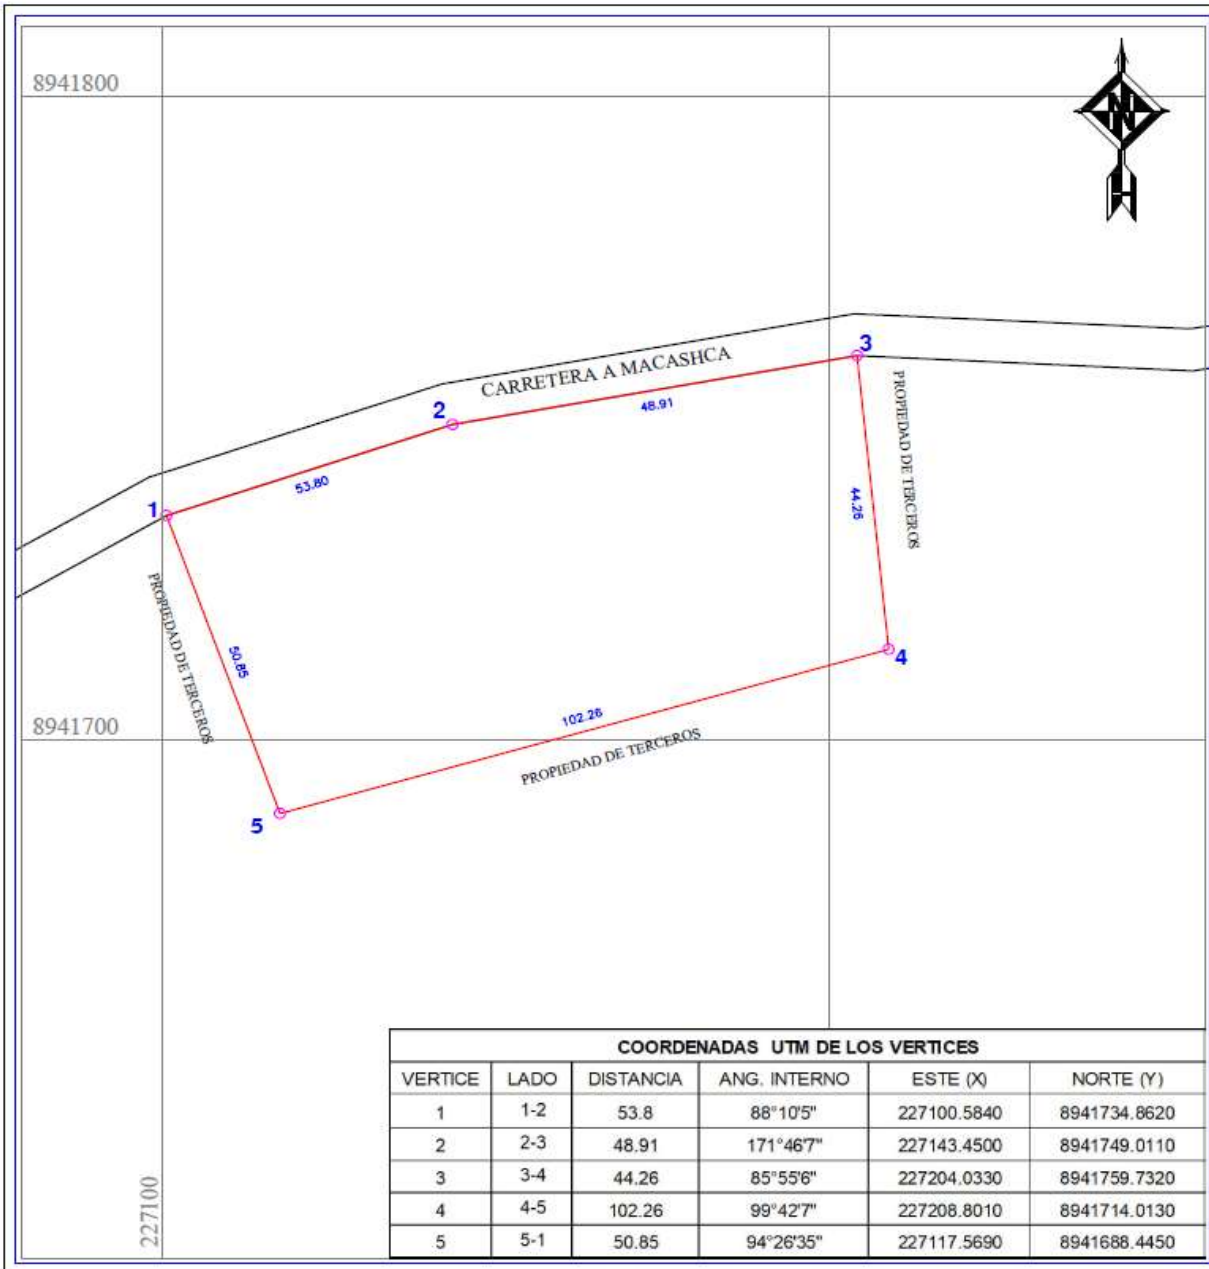 8941800
N
3
CARRETERA A MACASHCA
2
48.91
PROPIEDAD DE TERCEROS
53.80
1
44.26
PROPIEDAD DE TERCEROS
50.85
4
102.26
8941700
PROPIEDAD DE TERCEROS
5
227100
COORDENADAS UTM DE LOS VERTICES
VERTICE LADO DISTANCIA ANG. INTERNO ESTE (X) NORTE (Y)
1 1-2 53.8 88°10'5" 227100.5840 8941734.8620
2 2-3 48.91 171°46'7" 227143.4500 8941749.0110
3 3-4 44.26 85°55'6" 227204.0330 8941759.7320
4 4-5 102.26 99°42'7" 227208.8010 8941714.0130
5 5-1 50.85 94°26'35" 227117.5690 8941688.4450